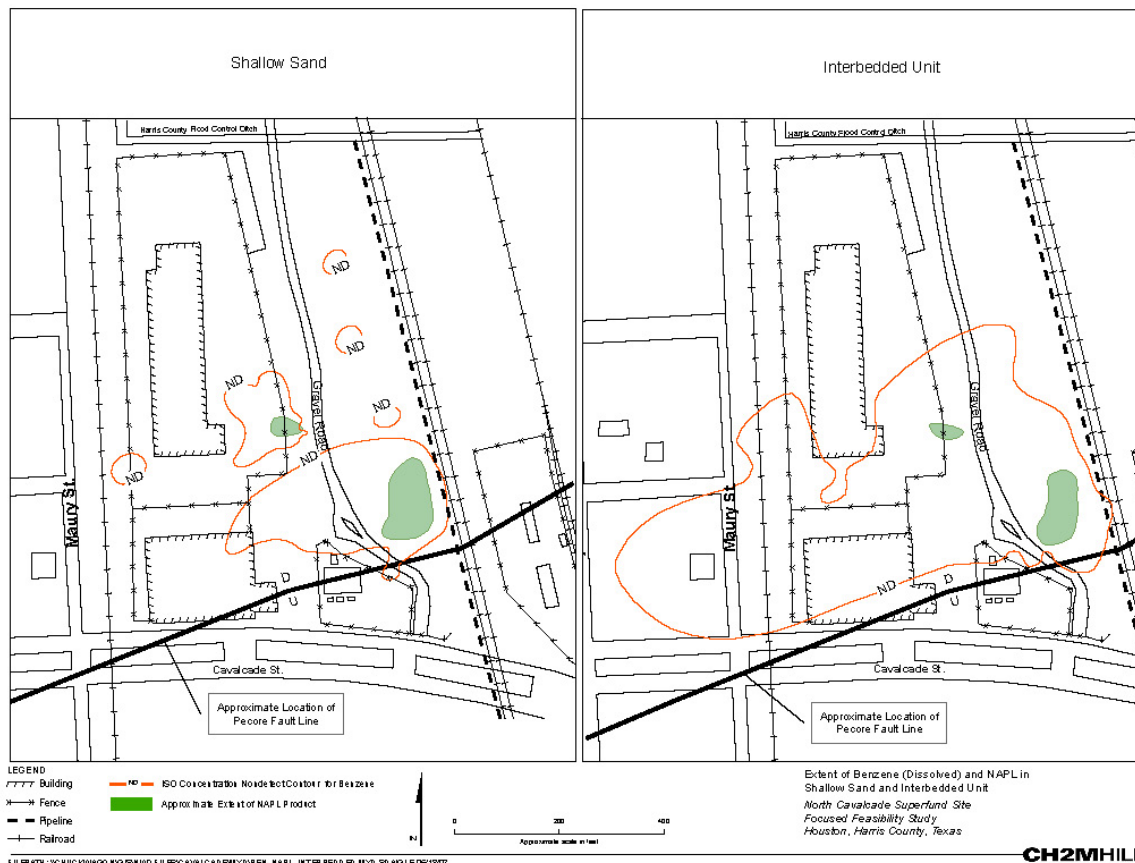 Shallow Sand
Harris County Flood Control Ditch
ND
ND
ND
ND
ND
ND
Gravel Road
Maury St.
D
U
Cavalcade St.
Approximate Location of
Pecore Fault Line
Interbedded Unit
Harris County Flood Control Ditch
Gravel Road
Maury St.
ND
D
U
Cavalcade St.
Approximate Location of
Pecore Fault Line
LEGEND
Building
Fence
Pipeline
Railroad
ND ISO Concentration Nondetect Contour for Benzene
Approximate Extent of NAPL Product
N
0 200 400
Approximate scale in feet
Extent of Benzene (Dissolved) and NAPL in
Shallow Sand and Interbedded Unit
North Cavalcade Superfund Site
Focused Feasibility Study
Houston, Harris County, Texas
CH2MHILL